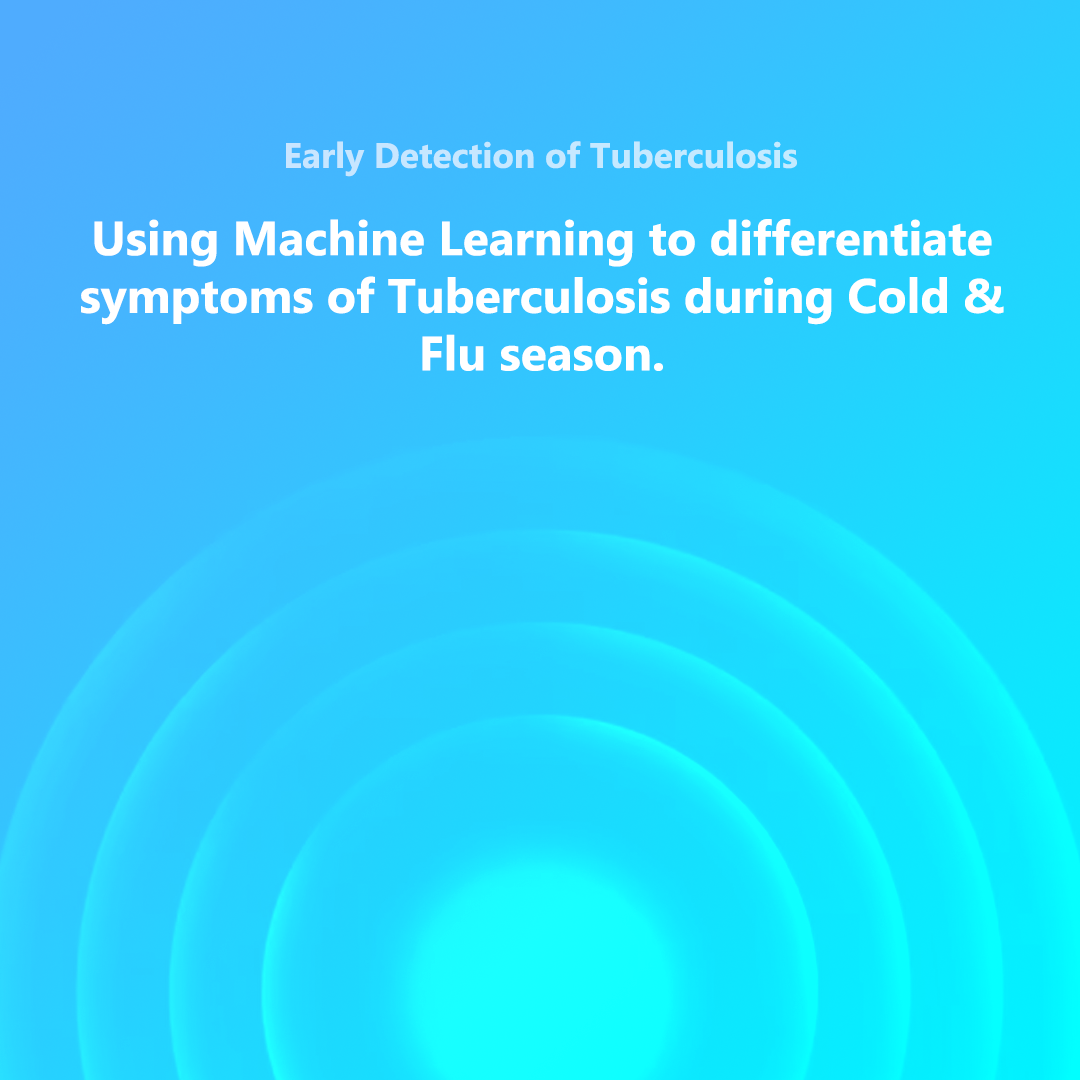 Early Detection of Tuberculosis
Using Machine Learning to differentiate
symptoms of Tuberculosis during Cold &
Flu season.